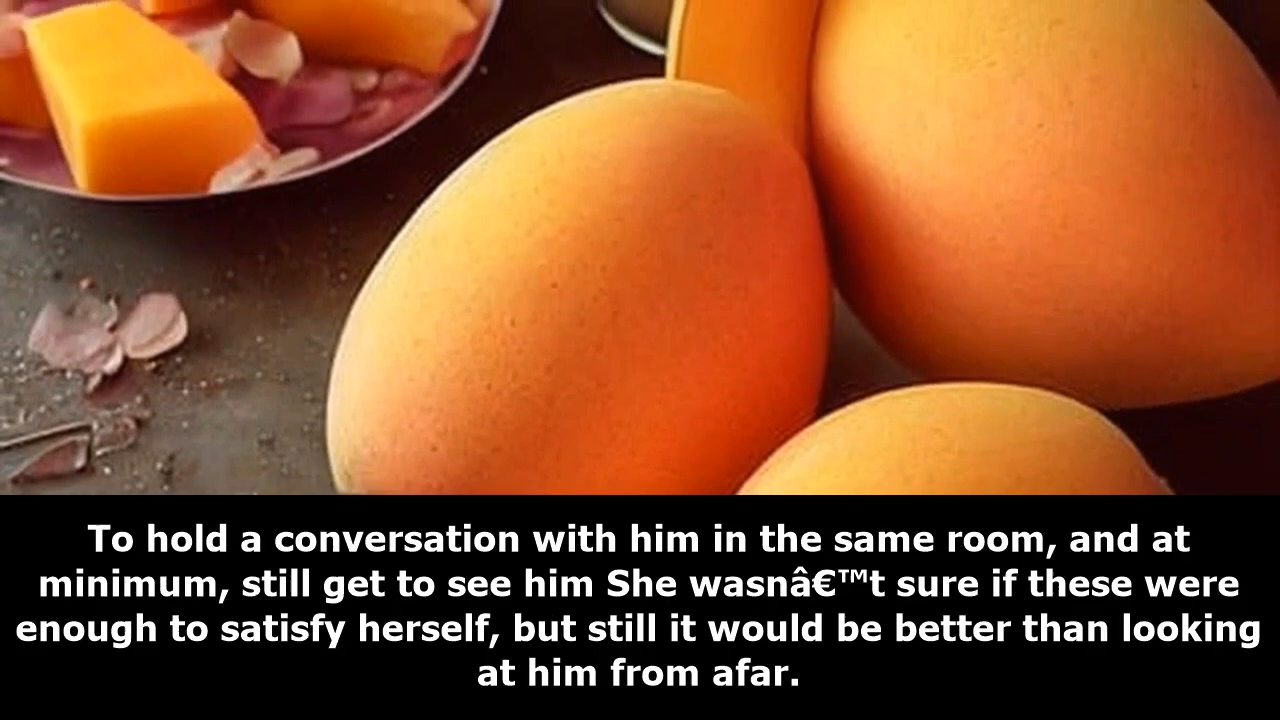 To hold a conversation with him in the same room, and at
minimum, still get to see him She wasnâ€™t sure if these were
enough to satisfy herself, but still it would be better than looking
at him from afar.